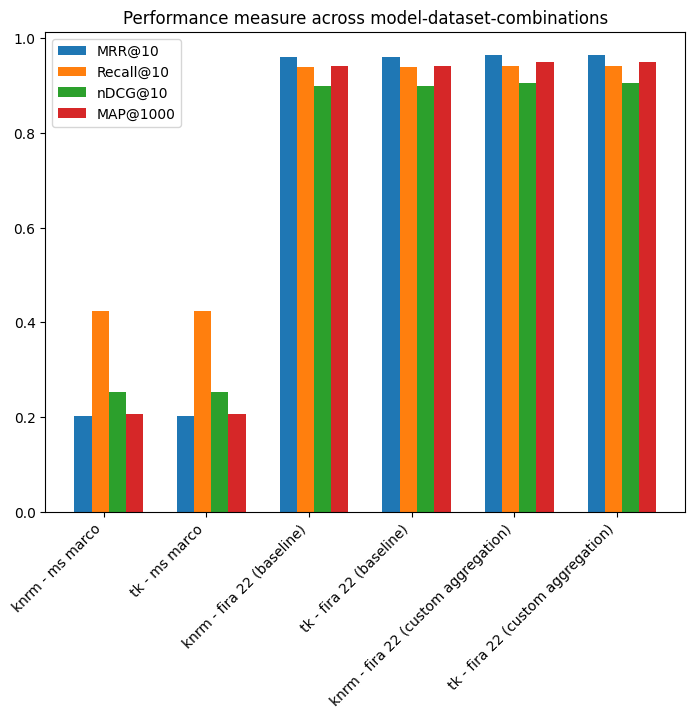 Performance measure across model-dataset-combinations
MRR@10
Recall@10
nDCG@10
MAP@1000
1.0
0.8
0.6
0.4
0.2
0.0
knrm - ms marco
tk - ms marco
knrm - fira 22 (baseline)
tk - fira 22 (baseline)
knrm - fira 22 (custom aggregation)
tk - fira 22 (custom aggregation)